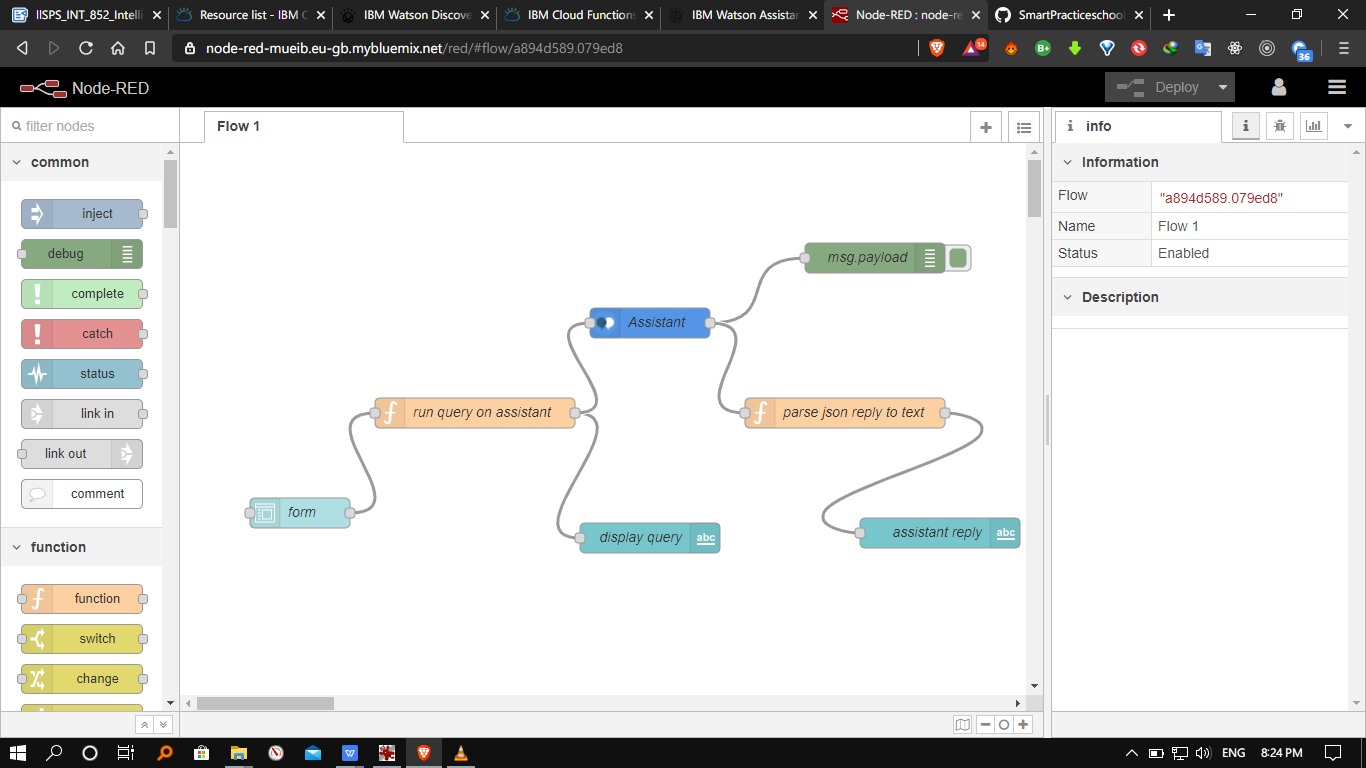 IISPS_INT_852_Intelli
Resource list - IBM C
IBM Watson Discove
IBM Cloud Functions
IBM Watson Assistan
Node-RED : node-re
SmartPracticeschool
node-red-mueib.eu-gb.mybluemix.net/red/#flow/a894d589.079ed8
14
B+
36
Node-RED
Deploy
filter nodes
Flow 1
i info
i
common
Information
inject
Flow "a894d589.079ed8"
Name Flow 1
debug
msg.payload
Status Enabled
complete
Description
Assistant
catch
status
link in
run query on assistant
parse json reply to text
link out
comment
form
display query
abc
assistant reply
abc
function
function
switch
change
W
ENG
8:24 PM